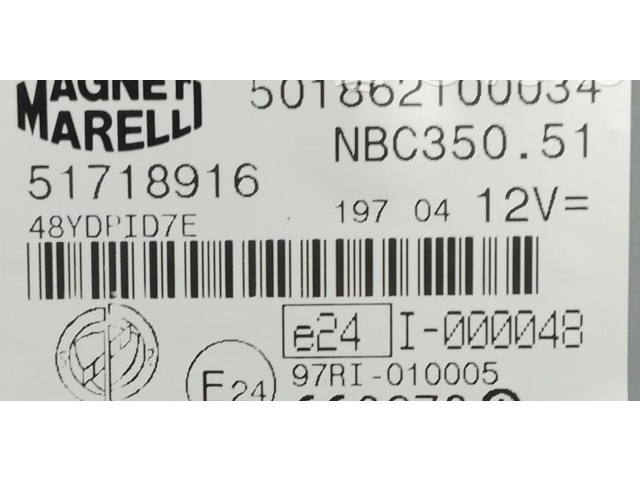 MAGNETI
MARELLI
501862100034
NBC350.51
51718916
197 04 12V=
48YDPID7E
e24 I-000048
97RI-010005
E24